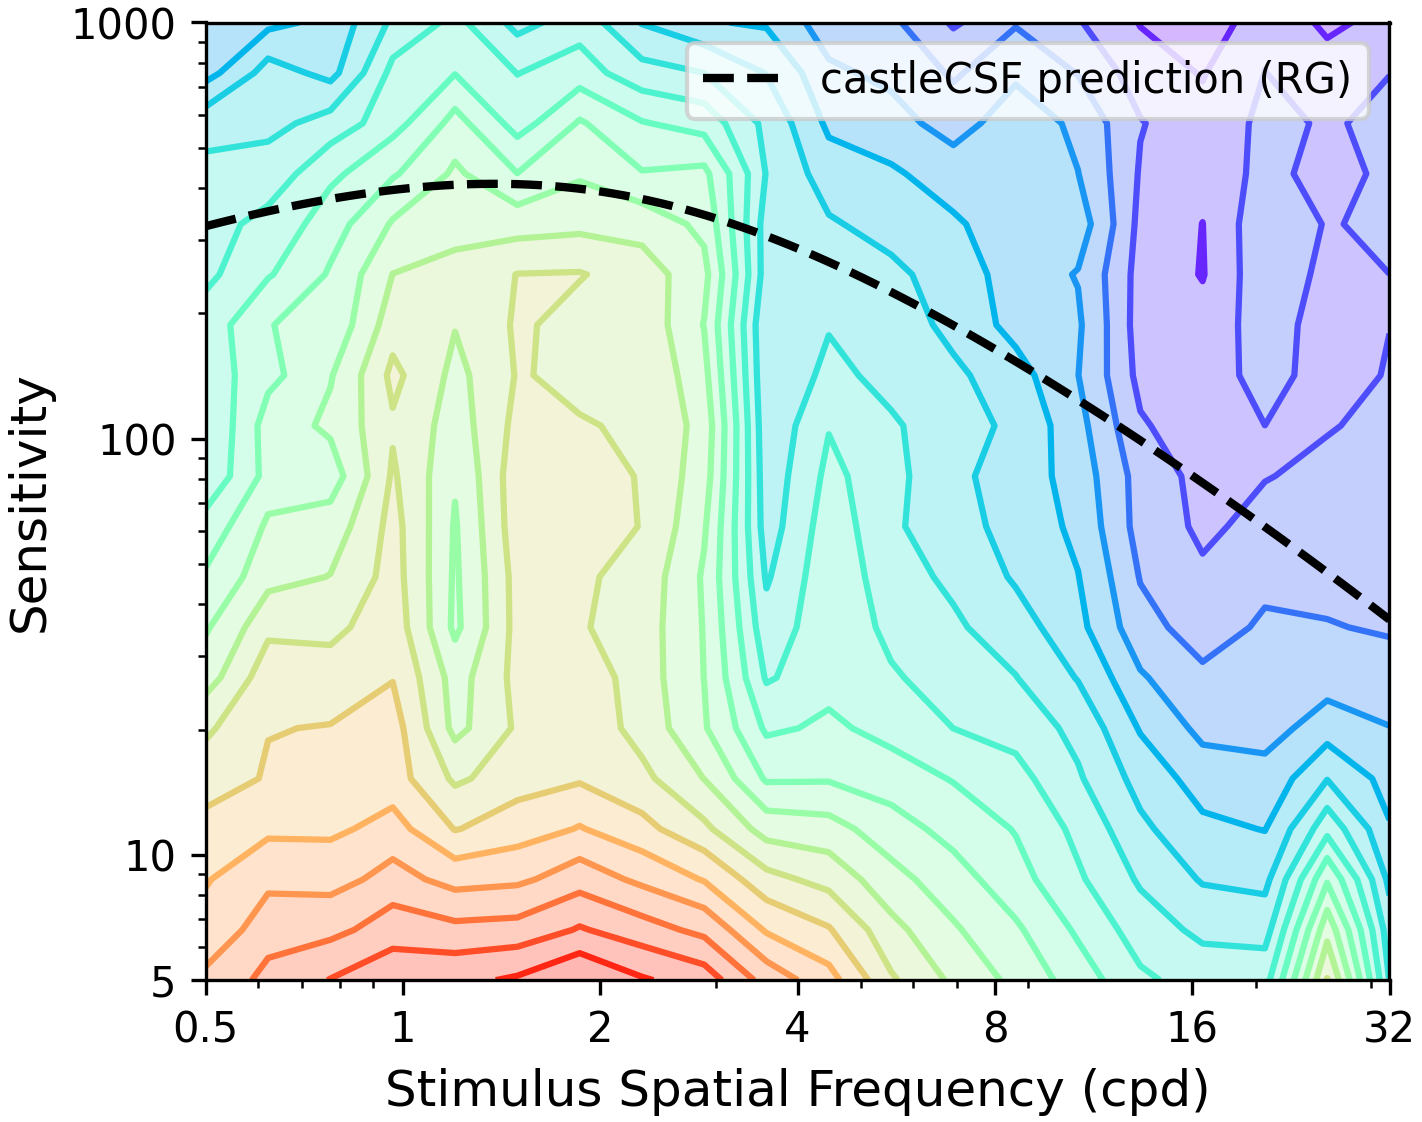 1000
castleCSF prediction (RG)
100
Sensitivity
10
5
0.5 1 2 4 8 16 32
Stimulus Spatial Frequency (cpd)